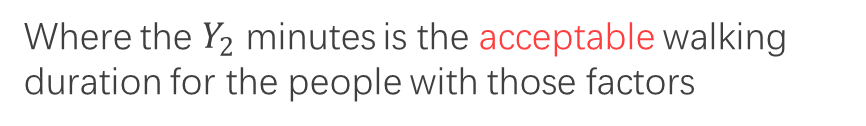 Where the Y₂ minutes is the acceptable walking
duration for the people with those factors